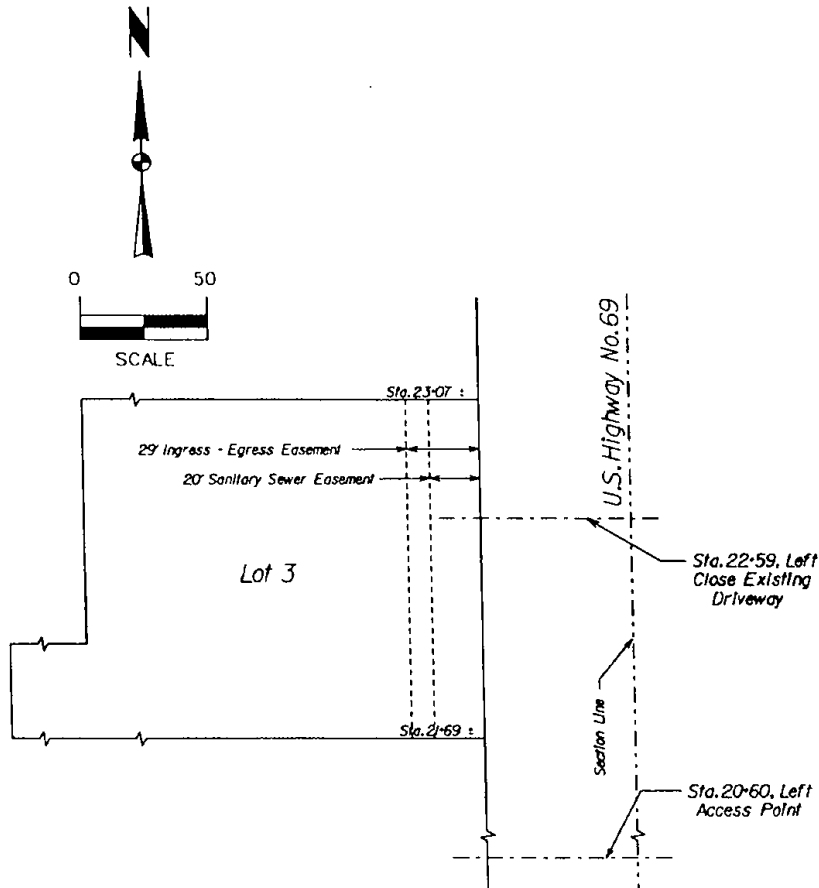 N
0 50
SCALE
U.S. Highway No. 69
Sta. 23+07 ±
29' Ingress - Egress Easement
20' Sanitary Sewer Easement
Lot 3
Sta. 22+59, Left
Close Existing
Driveway
Section Line
Sta. 21+69 ±
Sta. 20+60, Left
Access Point